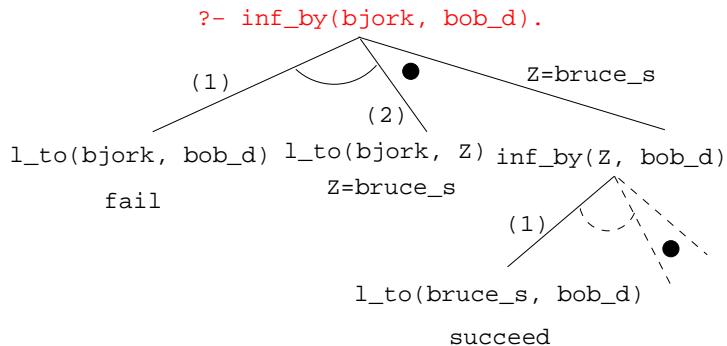 ?- inf_by(bjork, bob_d).
(1)
Z=bruce_s
(2)
l_to(bjork, bob_d) l_to(bjork, Z) inf_by(Z, bob_d)
fail
Z=bruce_s
(1)
l_to(bruce_s, bob_d)
succeed